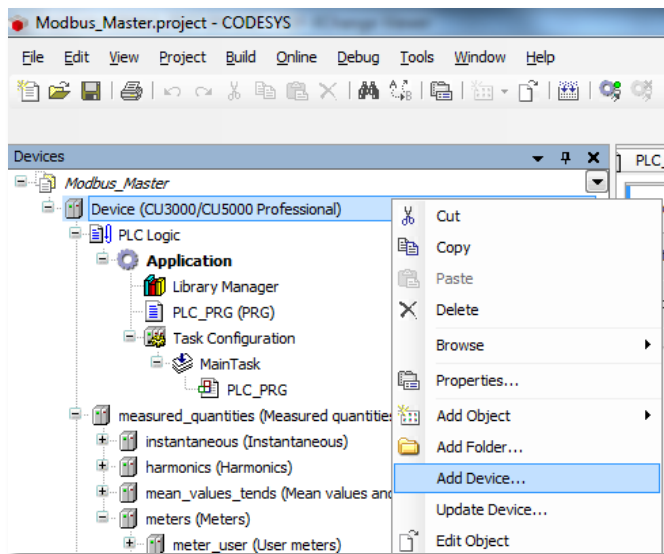 Modbus_Master.project - CODESYS
File Edit View Project Build Online Debug Tools Window Help
Devices
PLC_
Modbus_Master
Device (CU3000/CU5000 Professional)
PLC Logic
Application
Library Manager
PLC_PRG (PRG)
Task Configuration
MainTask
PLC_PRG
measured_quantities (Measured quantities
instantaneous (Instantaneous)
harmonics (Harmonics)
mean_values_tends (Mean values and
meters (Meters)
meter_user (User meters)
Cut
Copy
Paste
Delete
Browse
Properties...
Add Object
Add Folder...
Add Device...
Update Device...
Edit Object